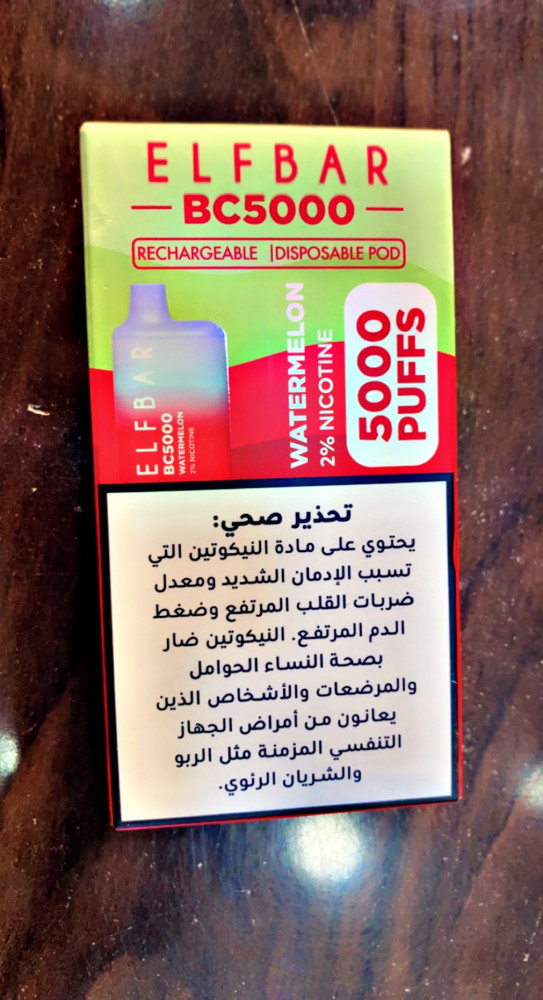 ELFBAR
BC5000
RECHARGEABLE | DISPOSABLE POD
WATERMELON
2% NICOTINE
5000
PUFFS
ELFBAR
BC5000
WATERMELON
2% NICOTINE
تحذير صحي:
يحتوي على مادة النيكوتين التي
تسبب الإدمان الشديد ومعدل
ضربات القلب المرتفع وضغط
الدم المرتفع. النيكوتين ضار
بصحة النساء الحوامل
والمرضعات والأشخاص الذين
يعانون من أمراض الجهاز
التنفسي المزمنة مثل الربو
والشريان الرئوي.